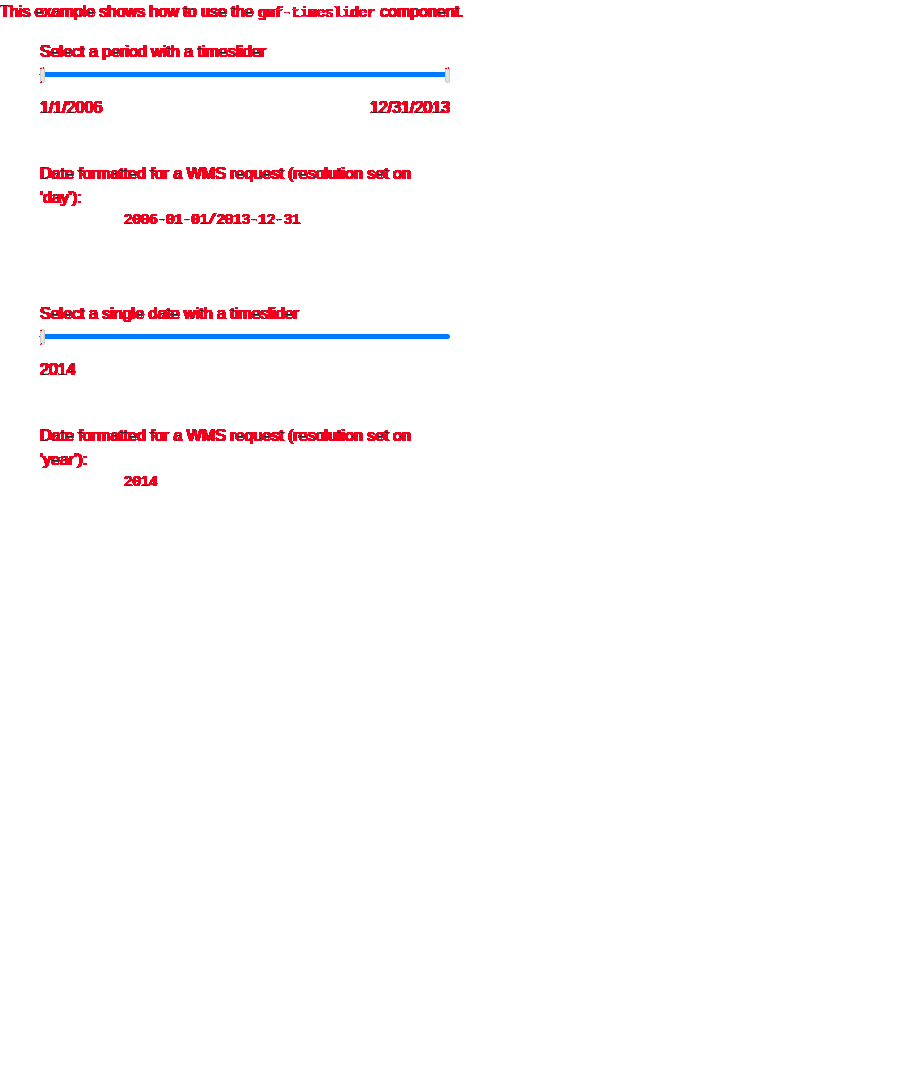 This example shows how to use the gmf-timeslider component.
Select a period with a timeslider
1/1/2006 12/31/2013
Date formatted for a WMS request (resolution set on
'day'):
2006-01-01/2013-12-31
Select a single date with a timeslider
2014
Date formatted for a WMS request (resolution set on
'year'):
2014